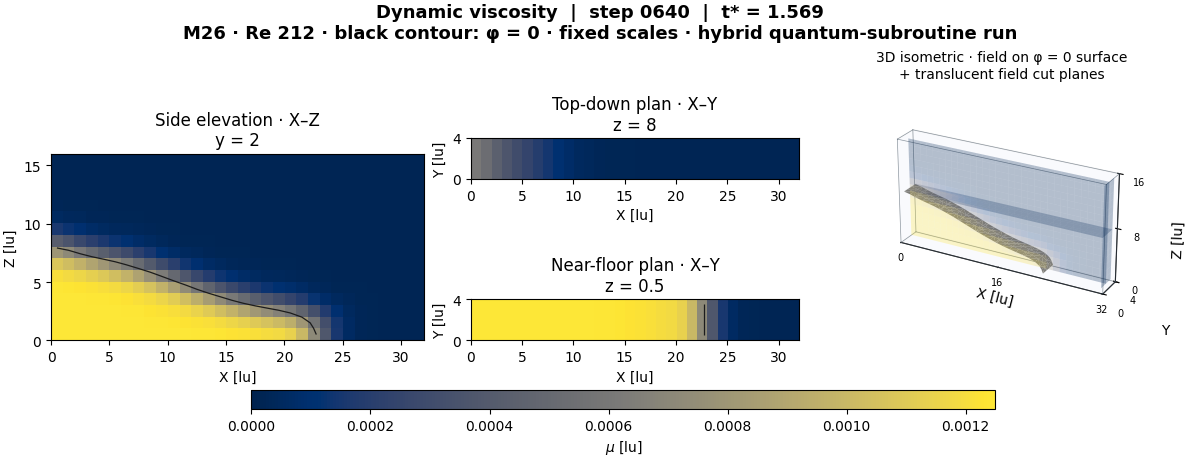 Dynamic viscosity | step 0640 | t* = 1.569
M26 · Re 212 · black contour: φ = 0 · fixed scales · hybrid quantum-subroutine run
3D isometric · field on φ = 0 surface
+ translucent field cut planes
Side elevation · X–Z
y = 2
15
10
5
0
Z [lu]
0 5 10 15 20 25 30
X [lu]
Top-down plan · X–Y
z = 8
4
0
Y [lu]
0 5 10 15 20 25 30
X [lu]
Near-floor plan · X–Y
z = 0.5
4
0
Y [lu]
0 5 10 15 20 25 30
X [lu]
16
8
0
Z [lu]
0
16
32
X [lu]
4
0
Y
0.0000 0.0002 0.0004 0.0006 0.0008 0.0010 0.0012
μ [lu]